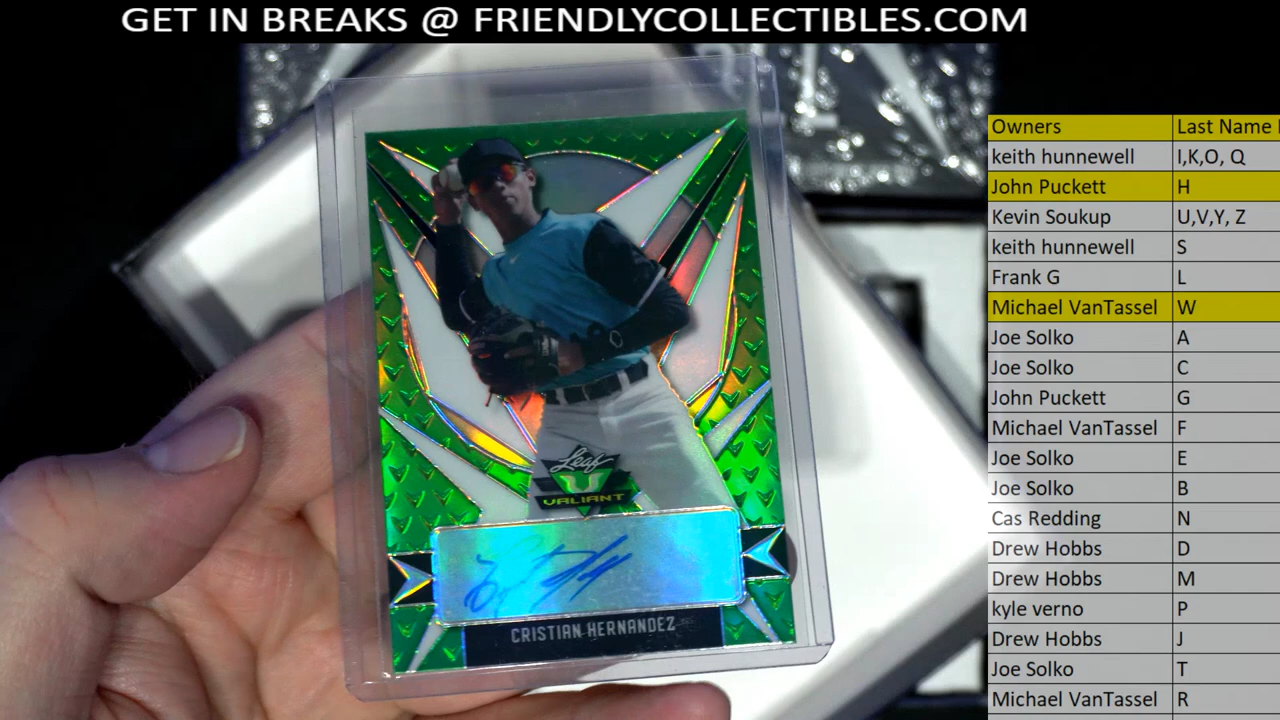 GET IN BREAKS @ FRIENDLYCOLLECTIBLES.COM
Owners Last Name
keith hunnewell I,K,O, Q
John Puckett H
Kevin Soukup U,V,Y, Z
keith hunnewell S
Frank G L
Michael VanTassel W
Joe Solko A
Joe Solko C
John Puckett G
Michael VanTassel F
Joe Solko E
Joe Solko B
Cas Redding N
Drew Hobbs D
Drew Hobbs M
kyle verno P
Drew Hobbs J
Joe Solko T
Michael VanTassel R
Leaf
VALIANT
CRISTIAN HERNANDEZ